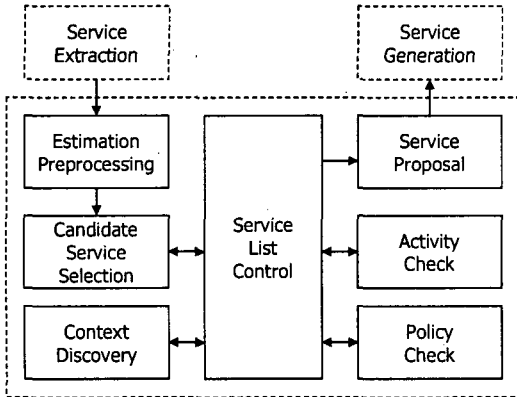 Service
Extraction
Service
Generation
Estimation
Preprocessing
Service
Proposal
Candidate
Service
Selection
Service
List
Control
Activity
Check
Context
Discovery
Policy
Check